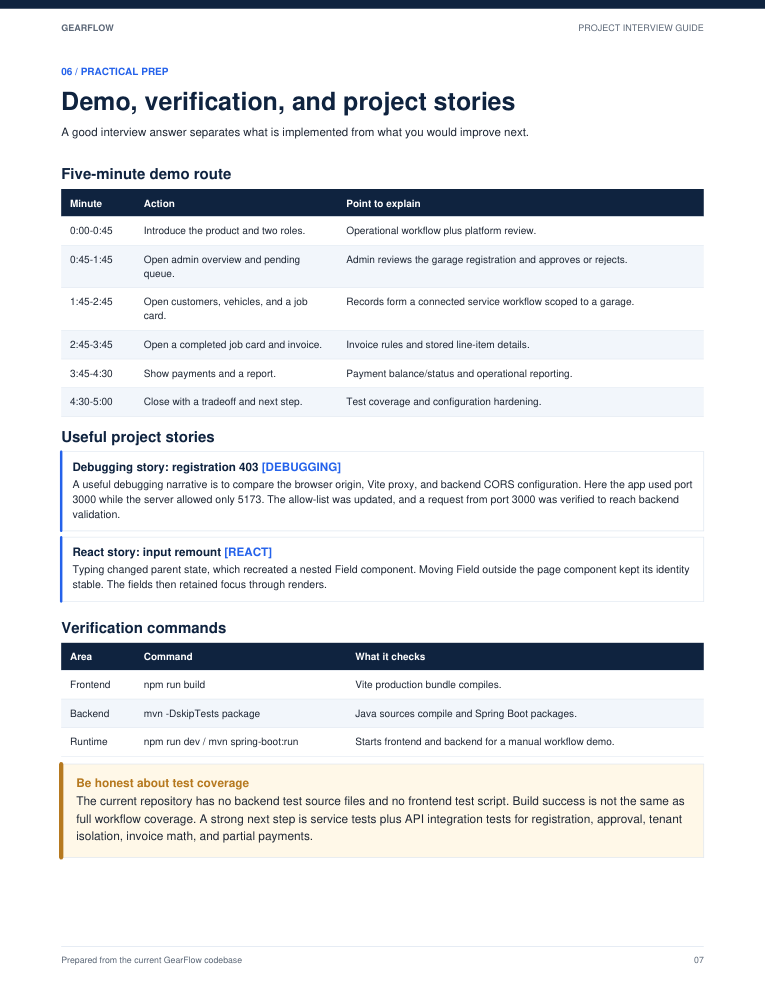 GEARFLOW
PROJECT INTERVIEW GUIDE
06 / PRACTICAL PREP
Demo, verification, and project stories
A good interview answer separates what is implemented from what you would improve next.
Five-minute demo route
Minute Action Point to explain
0:00-0:45 Introduce the product and two roles. Operational workflow plus platform review.
0:45-1:45 Open admin overview and pending Admin reviews the garage registration and approves or rejects.
queue.
1:45-2:45 Open customers, vehicles, and a job Records form a connected service workflow scoped to a garage.
card.
2:45-3:45 Open a completed job card and invoice. Invoice rules and stored line-item details.
3:45-4:30 Show payments and a report. Payment balance/status and operational reporting.
4:30-5:00 Close with a tradeoff and next step. Test coverage and configuration hardening.
Useful project stories
Debugging story: registration 403 [DEBUGGING]
A useful debugging narrative is to compare the browser origin, Vite proxy, and backend CORS configuration. Here the app used port
3000 while the server allowed only 5173. The allow-list was updated, and a request from port 3000 was verified to reach backend
validation.
React story: input remount [REACT]
Typing changed parent state, which recreated a nested Field component. Moving Field outside the page component kept its identity
stable. The fields then retained focus through renders.
Verification commands
Area Command What it checks
Frontend npm run build Vite production bundle compiles.
Backend mvn -DskipTests package Java sources compile and Spring Boot packages.
Runtime npm run dev / mvn spring-boot:run Starts frontend and backend for a manual workflow demo.
Be honest about test coverage
The current repository has no backend test source files and no frontend test script. Build success is not the same as
full workflow coverage. A strong next step is service tests plus API integration tests for registration, approval, tenant
isolation, invoice math, and partial payments.
Prepared from the current GearFlow codebase
07